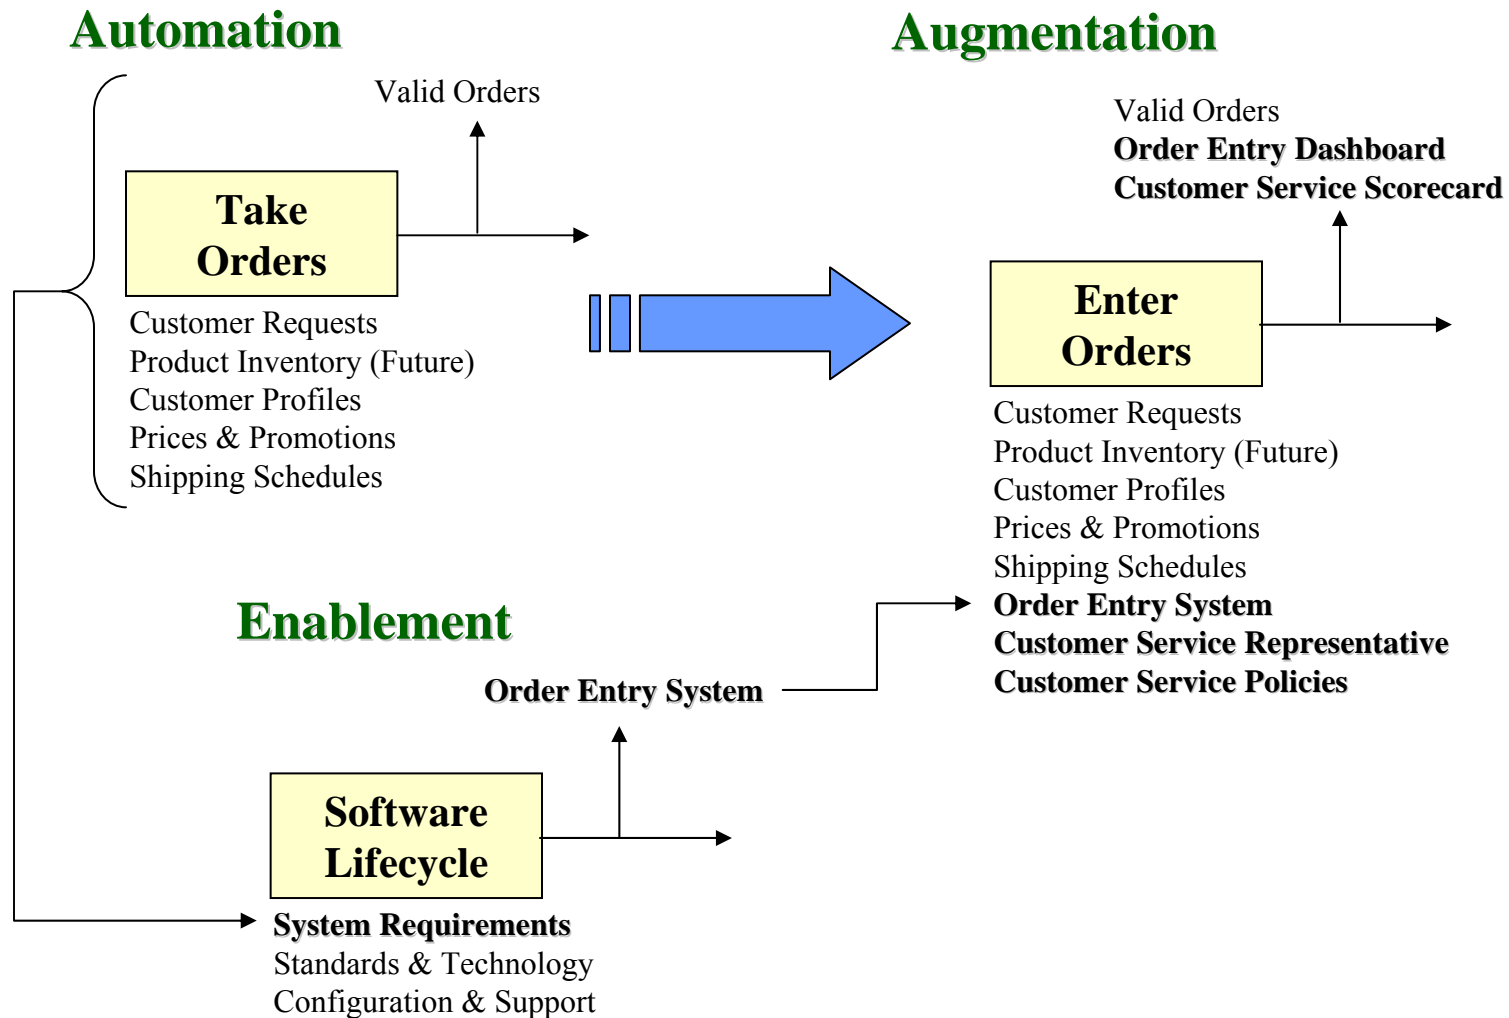 Automation
Valid Orders
Take
Orders
Customer Requests
Product Inventory (Future)
Customer Profiles
Prices & Promotions
Shipping Schedules
Augmentation
Valid Orders
Order Entry Dashboard
Customer Service Scorecard
Enter
Orders
Customer Requests
Product Inventory (Future)
Customer Profiles
Prices & Promotions
Shipping Schedules
Order Entry System
Customer Service Representative
Customer Service Policies
Enablement
Order Entry System
Software
Lifecycle
System Requirements
Standards & Technology
Configuration & Support